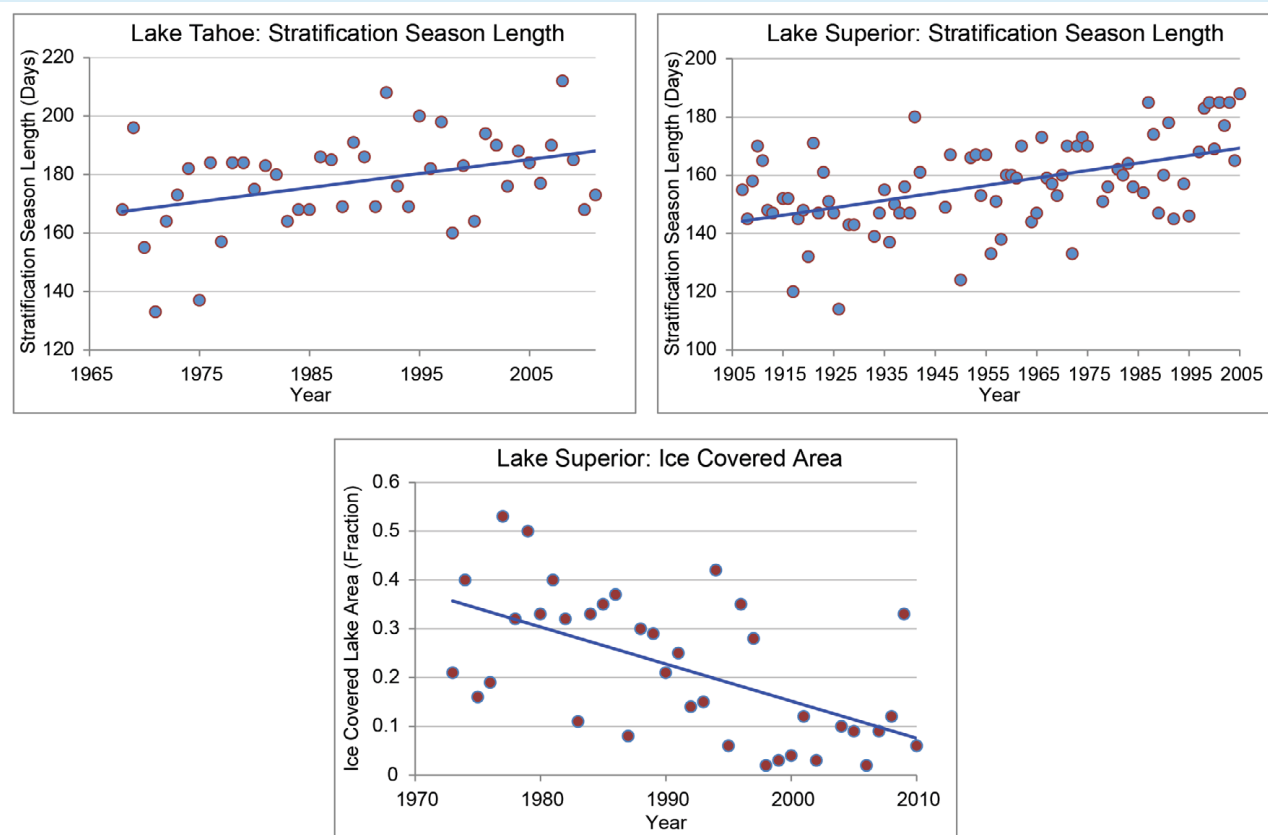 Lake Tahoe: Stratification Season Length
Stratification Season Length (Days)
220
200
180
160
140
120
1965 1975 1985 1995 2005
Year
Lake Superior: Stratification Season Length
Stratification Season Length (Days)
200
180
160
140
120
100
1905 1915 1925 1935 1945 1955 1965 1975 1985 1995 2005
Year
Lake Superior: Ice Covered Area
Ice Covered Lake Area (Fraction)
0.6
0.5
0.4
0.3
0.2
0.1
0
1970 1980 1990 2000 2010
Year